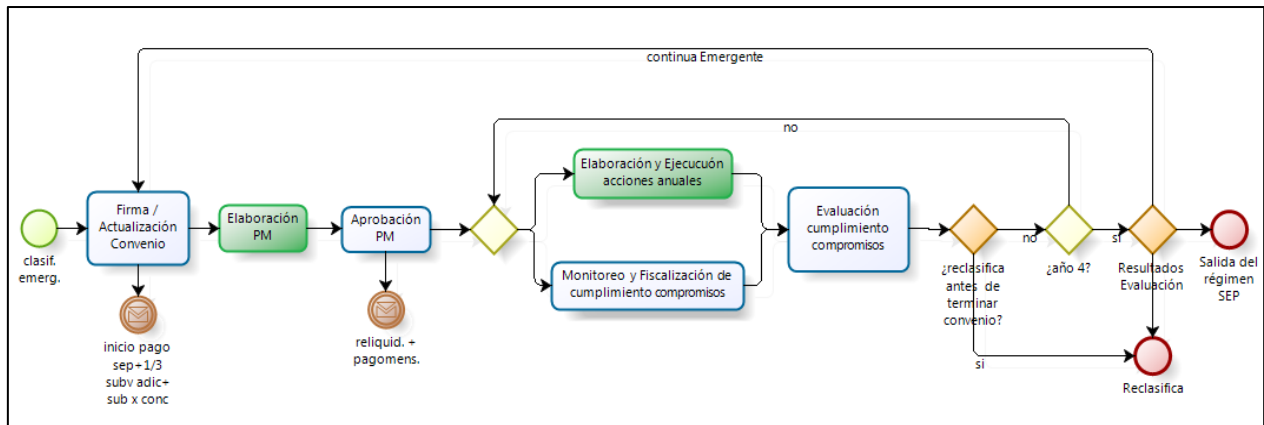 continua Emergente
no
Elaboración y Ejecucuón
acciones anuales
Firma /
Actualización
Convenio
Elaboración
PM
Aprobación
PM
Evaluación
cumplimiento
compromisos
Monitoreo y Fiscalización de
cumplimiento compromisos
clasif.
emerg.
inicio pago
sep+1/3
subv adic+
sub x conc
reliquid. +
pagomens.
¿reclasifica
antes de
terminar
convenio?
no
¿año 4?
si
Resultados
Evaluación
Salida del
régimen
SEP
si
Reclasifica